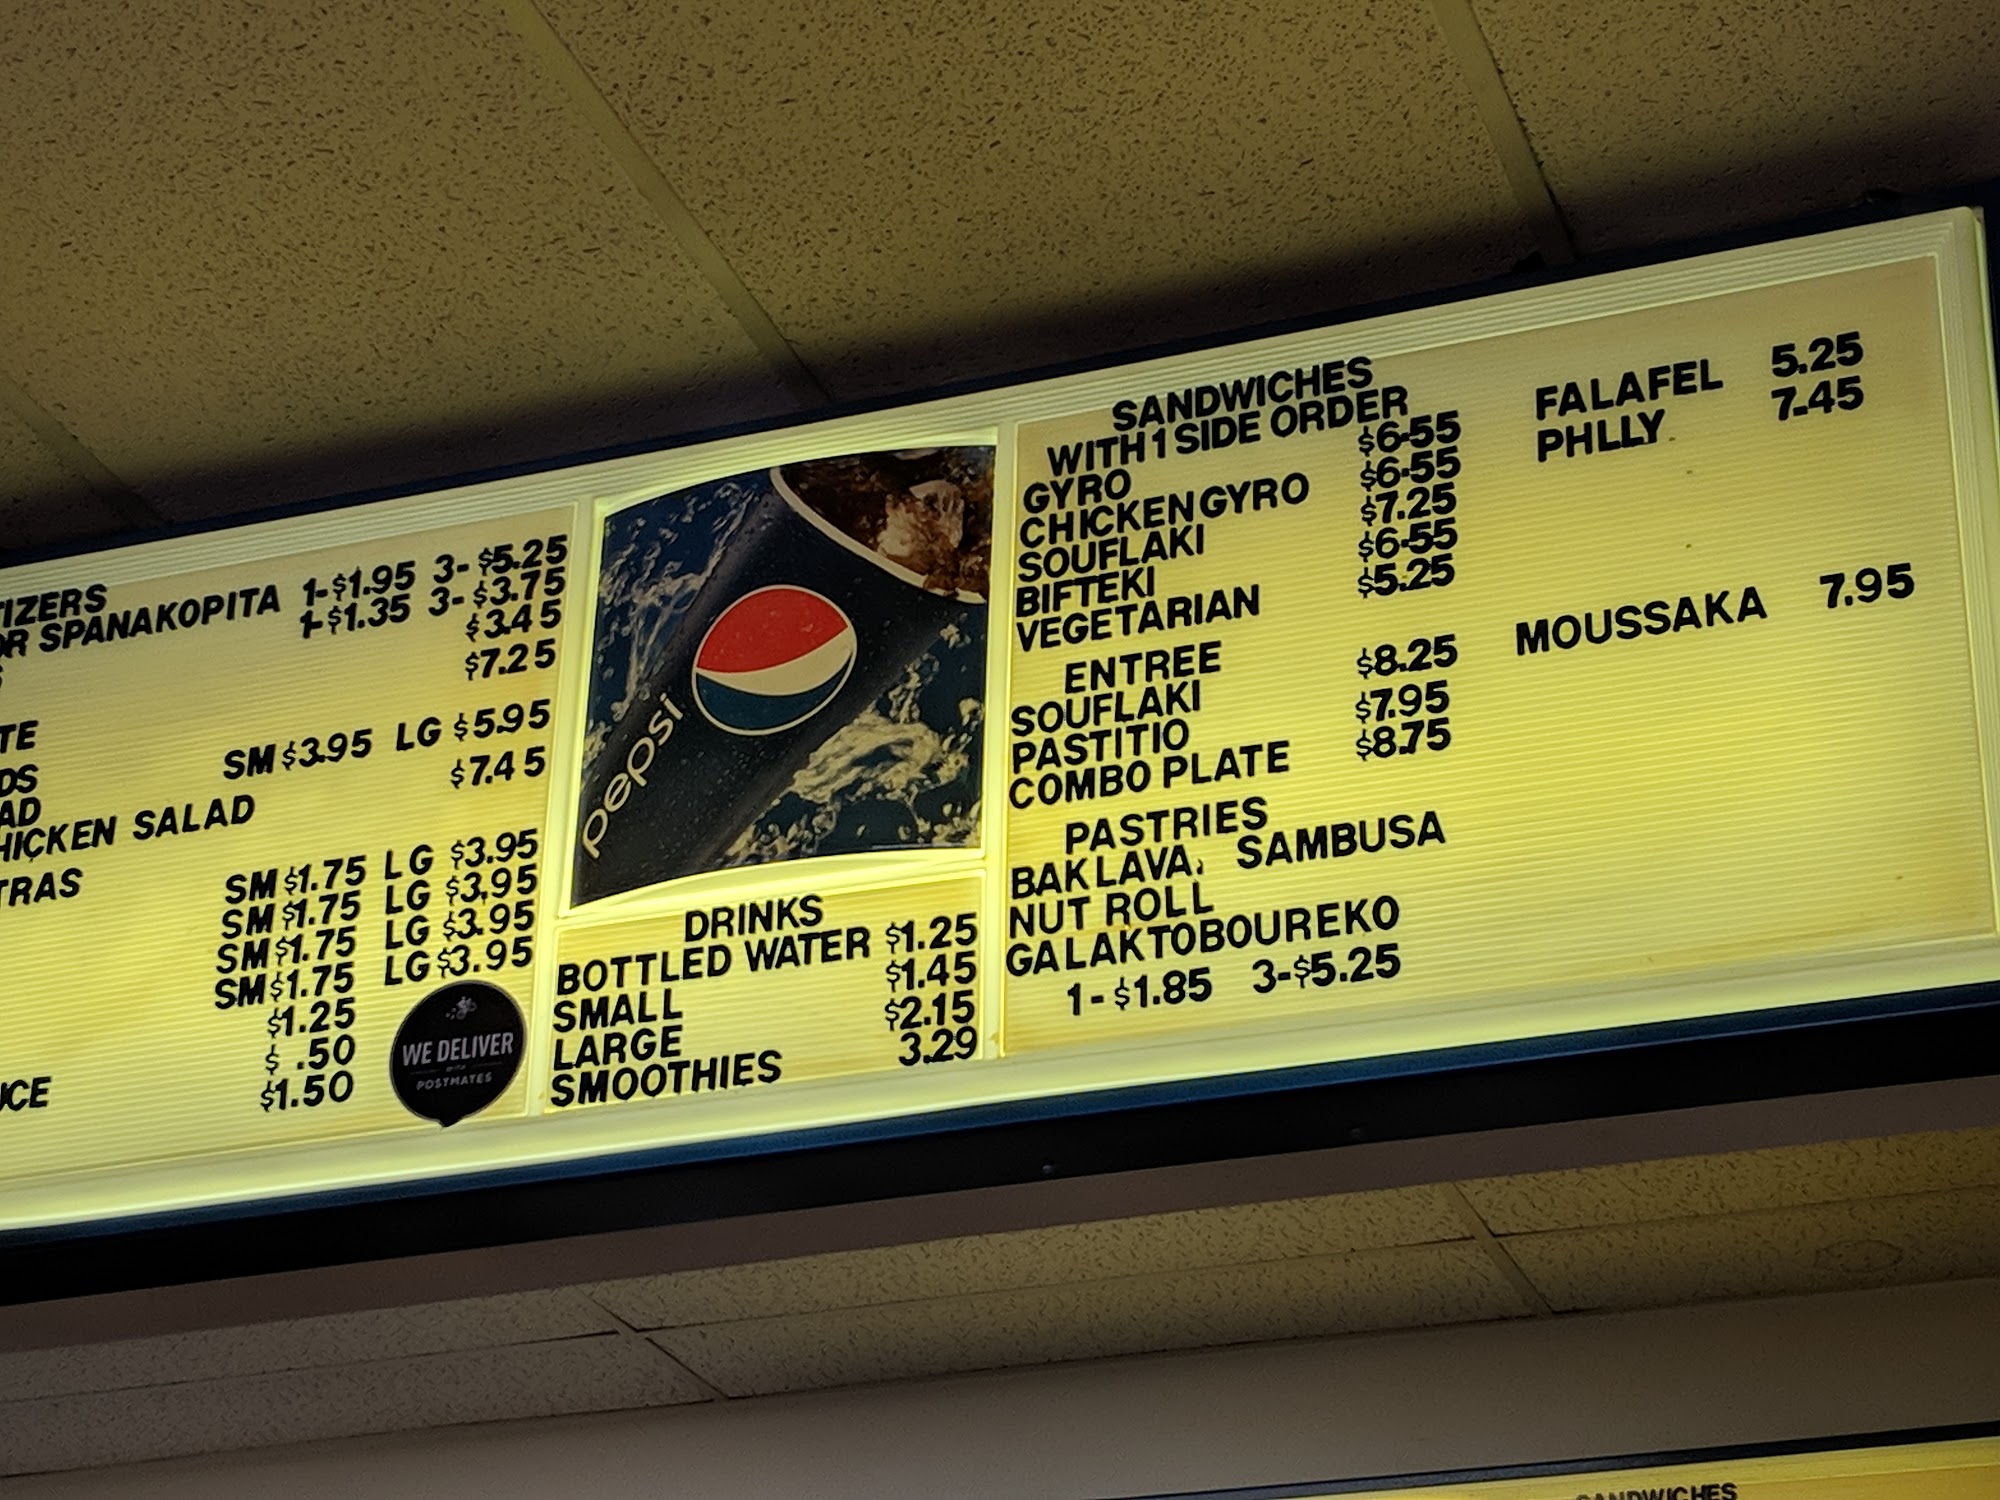 TIZERS
OR SPANAKOPITA 1-$1.95 3-$5.25
1-$1.35 3-$3.75
$3.45
$7.25
TE
SM $3.95 LG $5.95
DS
AD $7.45
HICKEN SALAD
TRAS SM $1.75 LG $3.95
SM $1.75 LG $3.95
SM $1.75 LG $3.95
SM $1.75 LG $3.95
$1.25
$ .50
UCE $1.50
WE DELIVER
WITH
POSTMATES
pepsi
DRINKS
BOTTLED WATER $1.25
SMALL $1.45
LARGE $2.15
SMOOTHIES 3.29
SANDWICHES
WITH 1 SIDE ORDER
GYRO $6.55
CHICKEN GYRO $6.55
SOUFLAKI $7.25
BIFTEKI $6.55
VEGETARIAN $5.25
FALAFEL 5.25
PHLLY 7.45
ENTREE
SOUFLAKI $8.25
PASTITIO $7.95
COMBO PLATE $8.75
MOUSSAKA 7.95
PASTRIES
BAKLAVA, SAMBUSA
NUT ROLL
GALAKTOBOUREKO
1-$1.85 3-$5.25
SANDWICHES